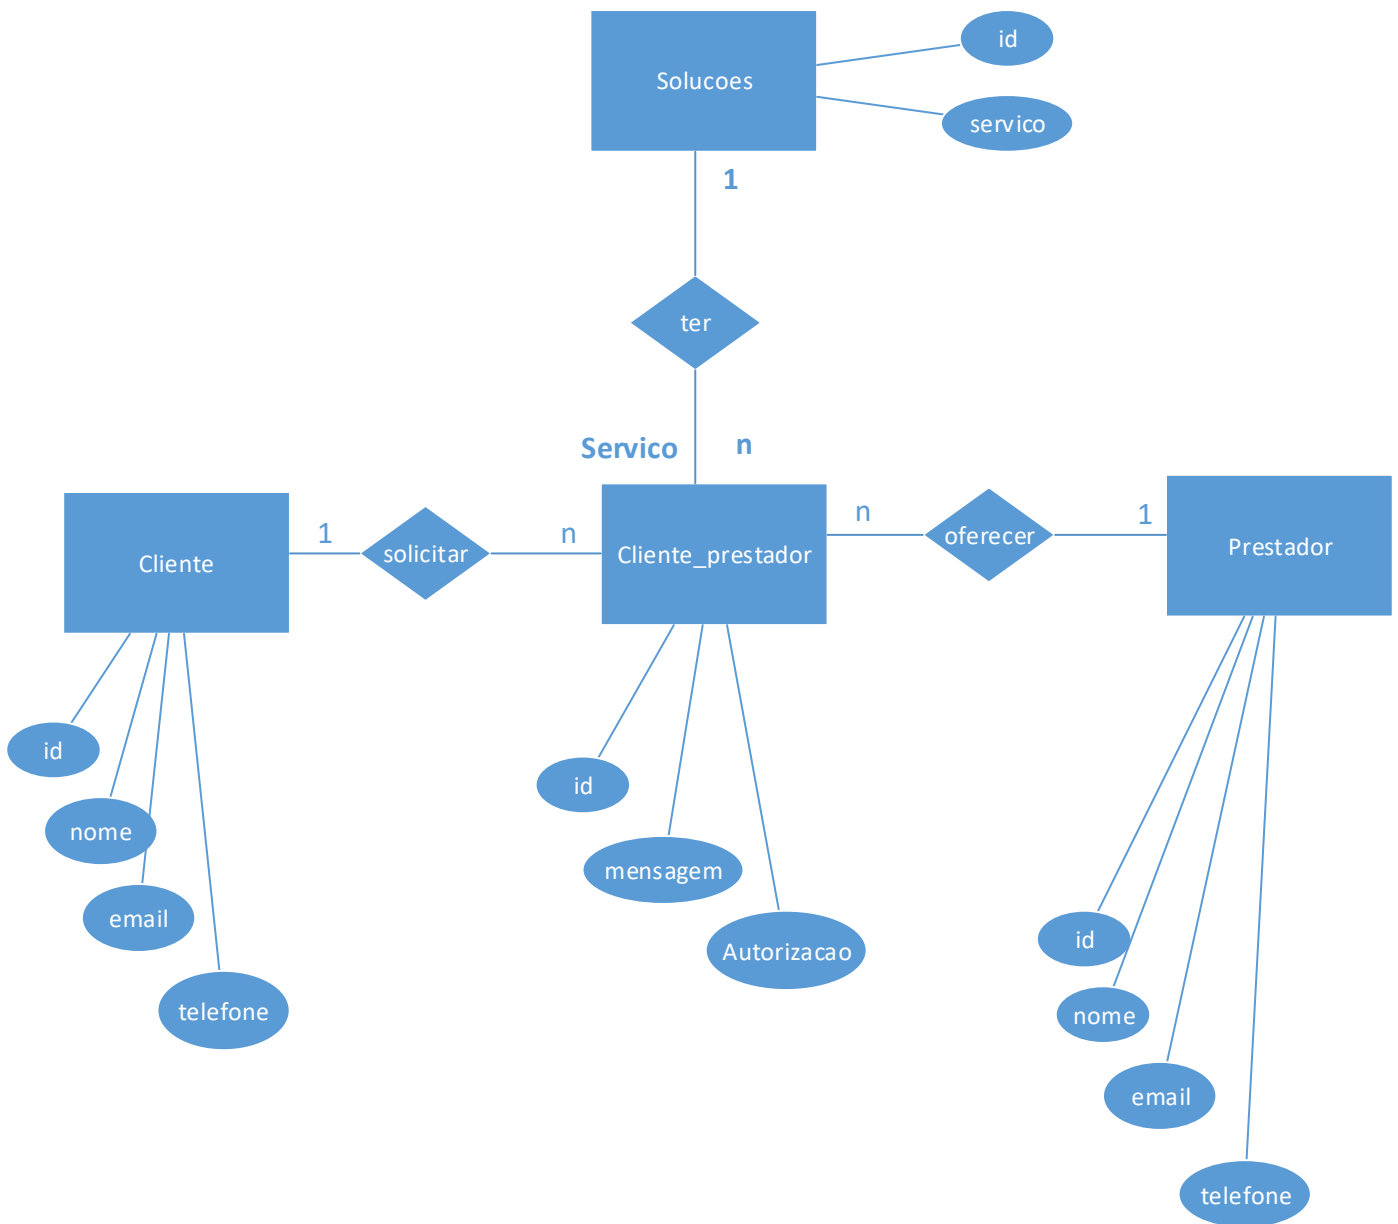 id
Solucoes
servico
1
ter
Servico
n
Cliente
1
solicitar
n
Cliente_prestador
n
oferecer
1
Prestador
id
nome
email
telefone
id
mensagem
Autorizacao
id
nome
email
telefone